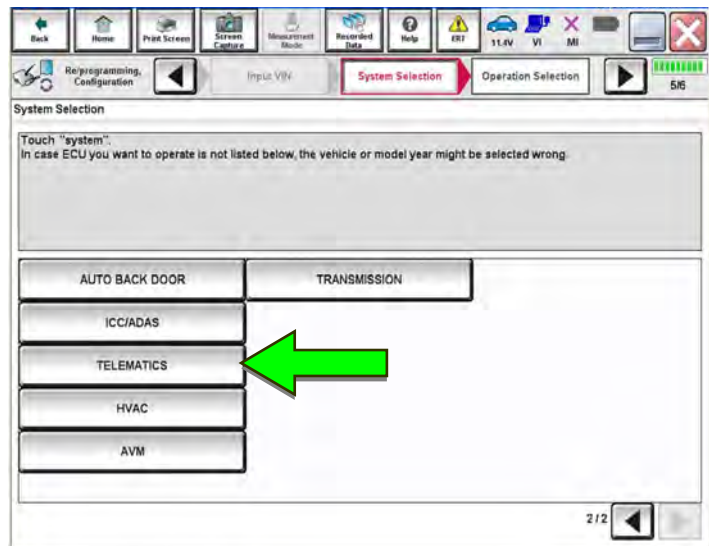 Back
Home
Print Screen
Screen Capture
Measurement Mode
Recorded Data
Help
ERT
11.4V
VI
MI
Re/programming, Configuration
Input VIN
System Selection
Operation Selection
5/6
System Selection
Touch "system".
In case ECU you want to operate is not listed below, the vehicle or model year might be selected wrong.
AUTO BACK DOOR
TRANSMISSION
ICC/ADAS
TELEMATICS
HVAC
AVM
2/2